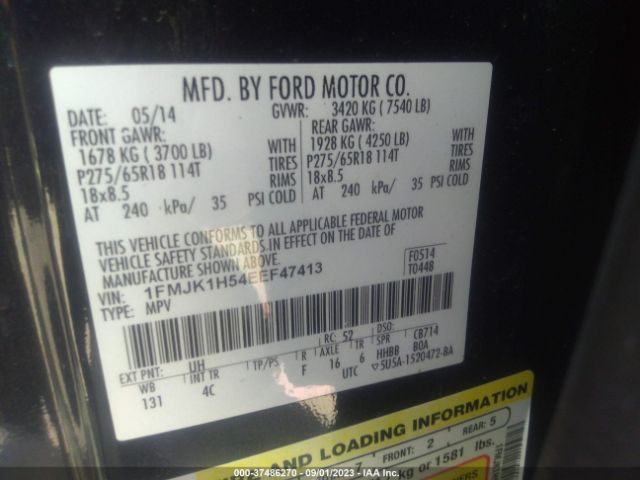 MFD. BY FORD MOTOR CO.
DATE: 05/14 GVWR: 3420 KG ( 7540 LB)
FRONT GAWR: REAR GAWR:
1678 KG ( 3700 LB) WITH 1928 KG ( 4250 LB) WITH
P275/65R18 114T TIRES P275/65R18 114T TIRES
18x8.5 RIMS 18x8.5 RIMS
AT 240 kPa/ 35 PSI COLD AT 240 kPa/ 35 PSI COLD
THIS VEHICLE CONFORMS TO ALL APPLICABLE FEDERAL MOTOR
VEHICLE SAFETY STANDARDS IN EFFECT ON THE DATE OF
MANUFACTURE SHOWN ABOVE.
VIN: 1FMJK1H54EEF47413 F0514
TYPE: MPV T0448
EXT PNT: UH RC: 52 CB714
WB INT TR TP/PS R AXLE TR SPR BOA
131 4C F 16 6 HHBB
UTC 5U5A-1520472-BA
AND LOADING INFORMATION
7 FRONT: 2 REAR: 5
kg or 1581 lbs.
000-37486270 - 09/01/2023 - IAA Inc.